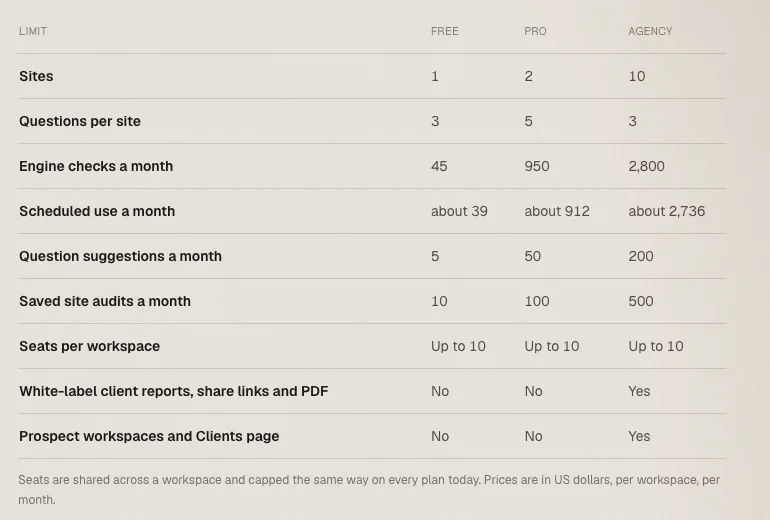 LIMIT FREE PRO AGENCY
Sites 1 2 10
Questions per site 3 5 3
Engine checks a month 45 950 2,800
Scheduled use a month about 39 about 912 about 2,736
Question suggestions a month 5 50 200
Saved site audits a month 10 100 500
Seats per workspace Up to 10 Up to 10 Up to 10
White-label client reports, share links and PDF No No Yes
Prospect workspaces and Clients page No No Yes
Seats are shared across a workspace and capped the same way on every plan today. Prices are in US dollars, per workspace, per
month.